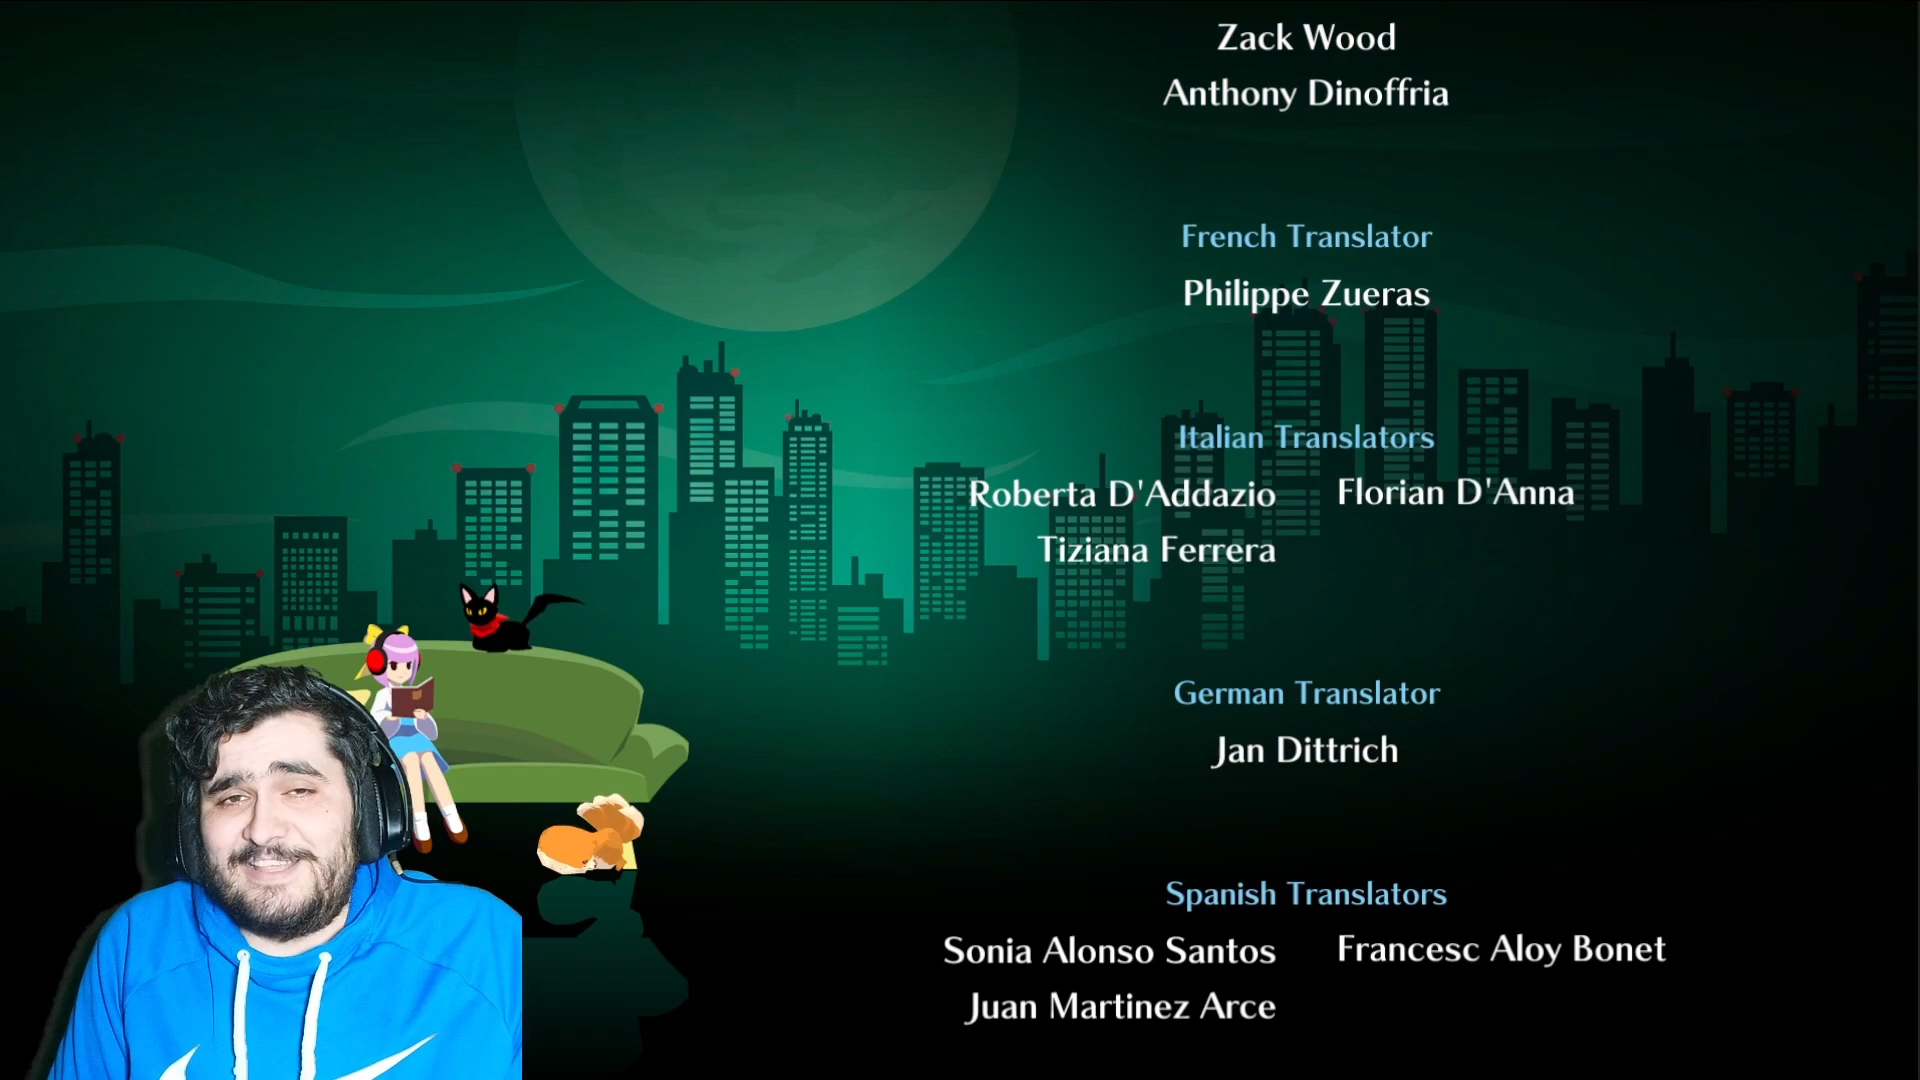 Zack Wood
Anthony Dinoffria
French Translator
Philippe Zueras
Italian Translators
Roberta D'Addazio Florian D'Anna
Tiziana Ferrera
German Translator
Jan Dittrich
Spanish Translators
Sonia Alonso Santos Francesc Aloy Bonet
Juan Martinez Arce